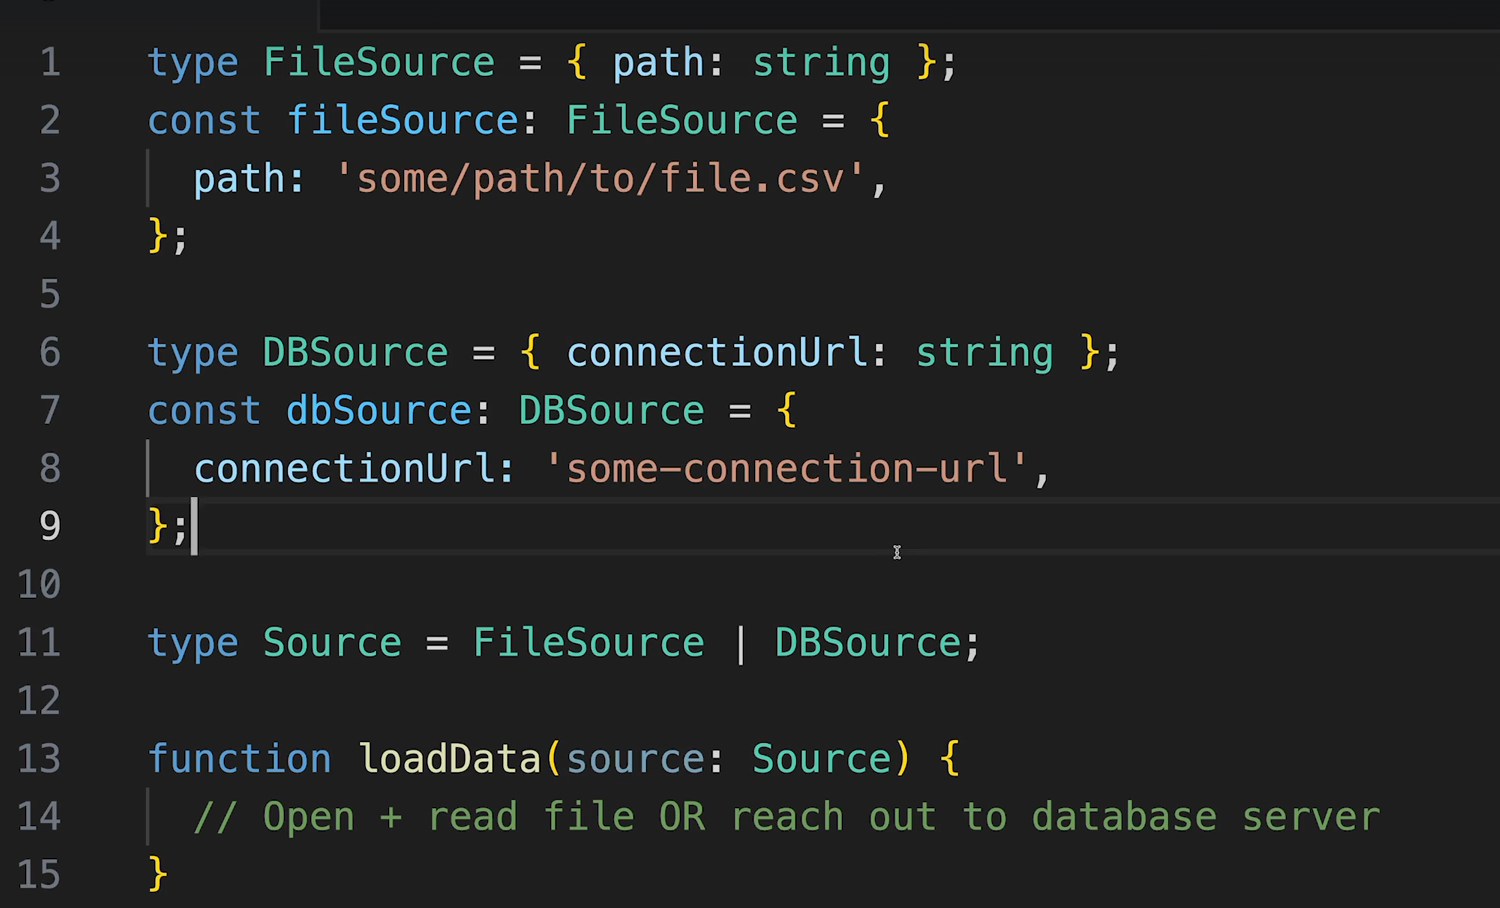 1 type FileSource = { path: string };
2 const fileSource: FileSource = {
3 path: 'some/path/to/file.csv',
4 };
5
6 type DBSource = { connectionUrl: string };
7 const dbSource: DBSource = {
8 connectionUrl: 'some-connection-url',
9 };
10
11 type Source = FileSource | DBSource;
12
13 function loadData(source: Source) {
14 // Open + read file OR reach out to database server
15 }